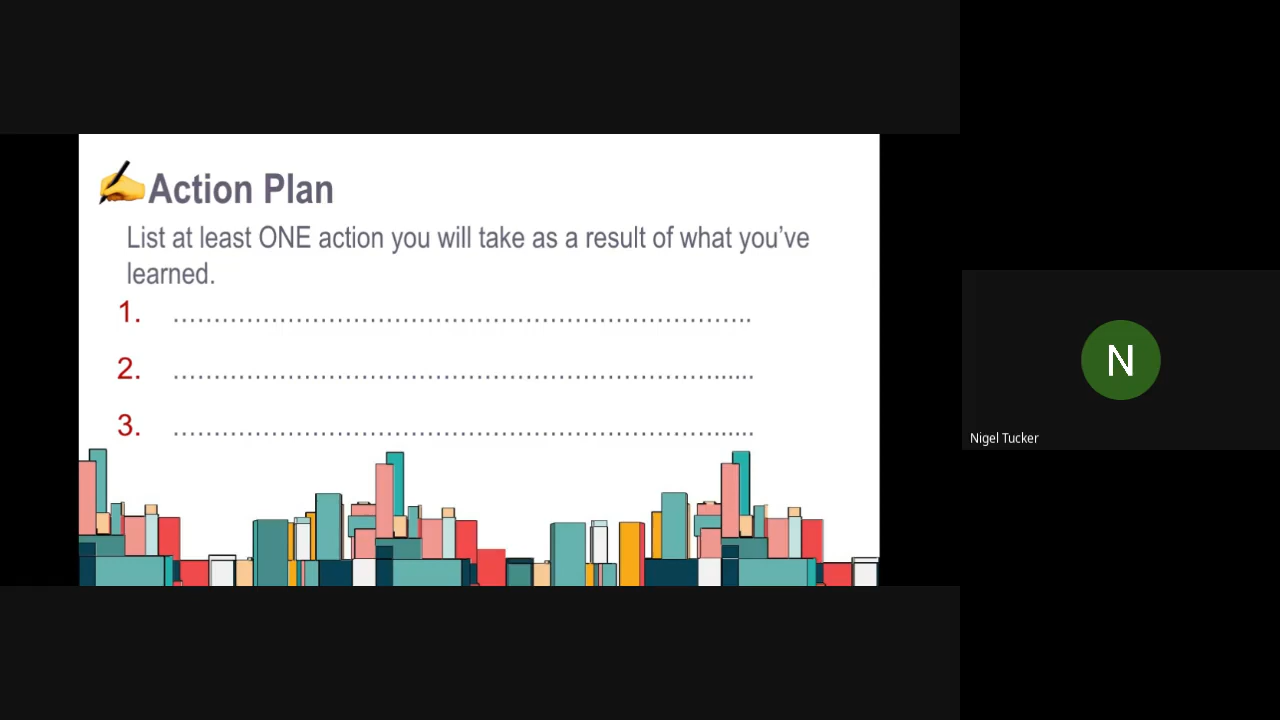 Action Plan
List at least ONE action you will take as a result of what you’ve
learned.
1. ………………………………………………………………..
2. ………………………………………………………………......
3. ………………………………………………………………......
N
Nigel Tucker